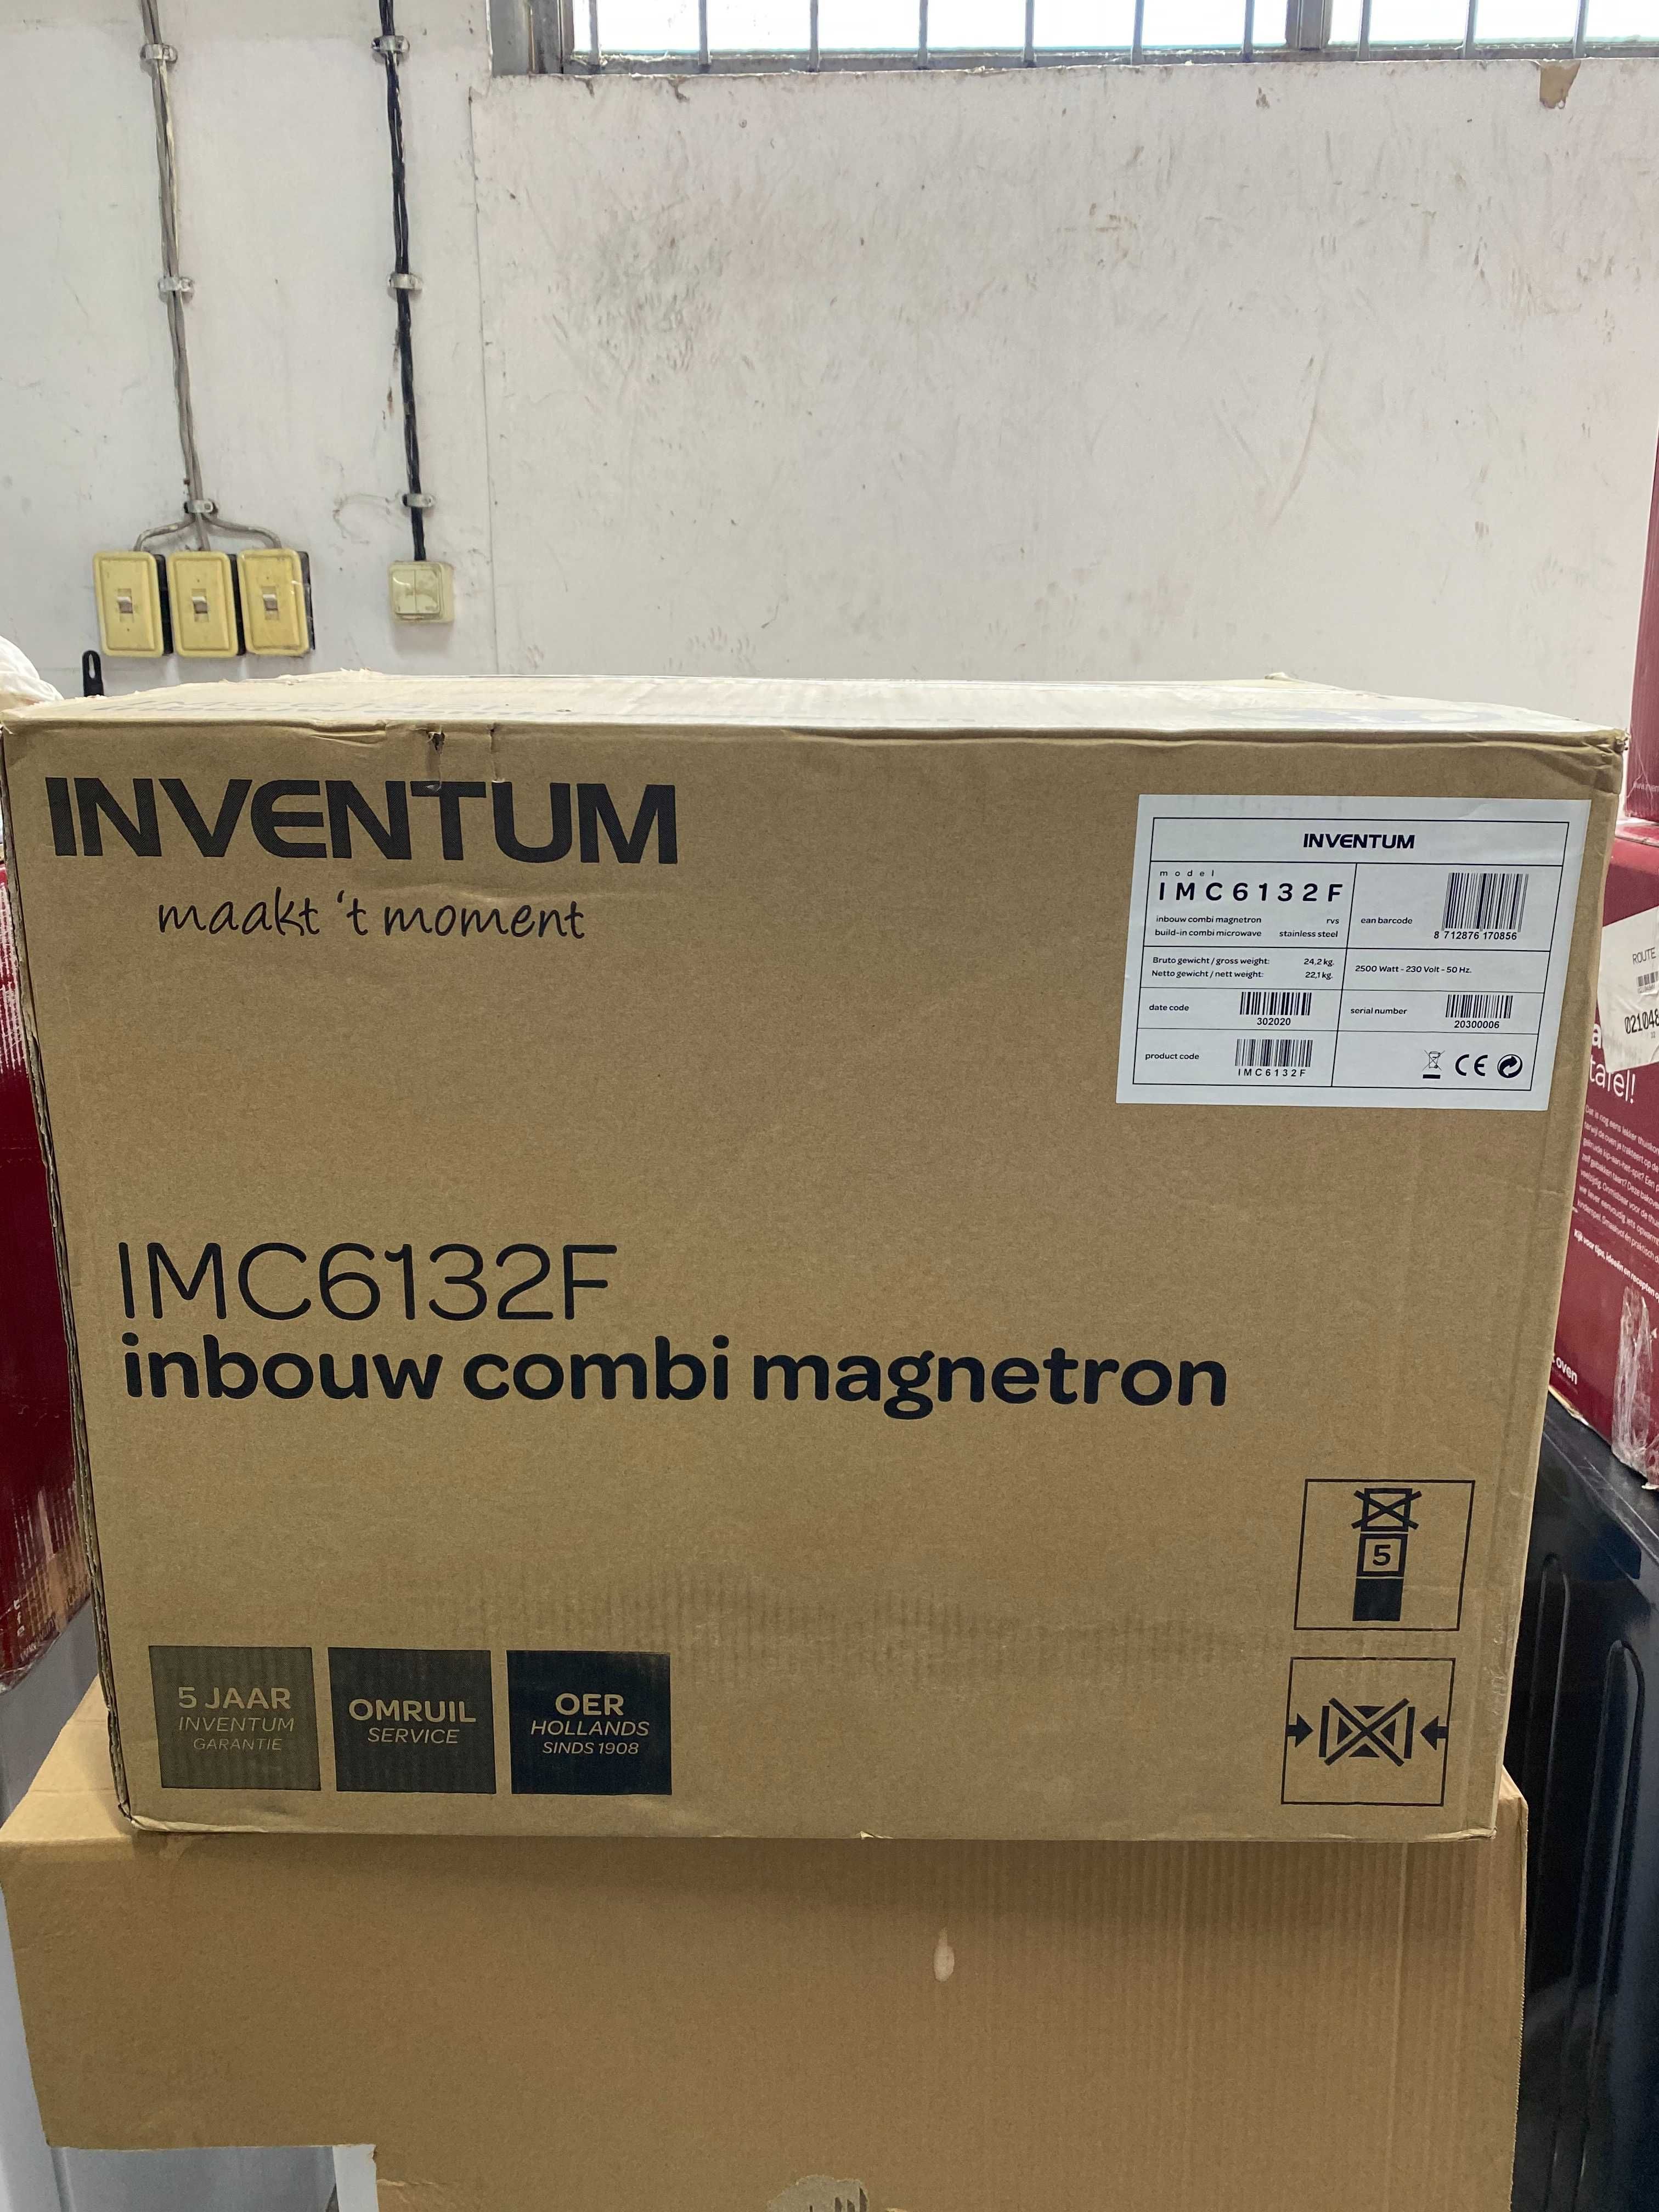 INVENTUM
maakt 't moment
INVENTUM
model
IMC6132F
inbouw combi magnetron rvs
build-in combi microwave stainless steel
ean barcode
8 712876 170856
Bruto gewicht / gross weight: 24,2 kg.
Netto gewicht / nett weight: 22,1 kg.
2500 Watt - 230 Volt - 50 Hz.
date code
302020
serial number
20300006
product code
IMC6132F
CE
IMC6132F
inbouw combi magnetron
5
5 JAAR
INVENTUM
GARANTIE
OMRUIL
SERVICE
OER
HOLLANDS
SINDS 1908
ROUTE
021048
tafel!
oven